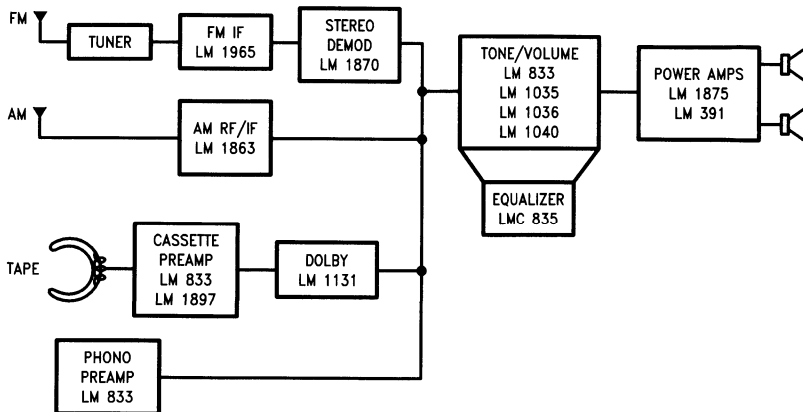 FM
TUNER
FM IF
LM 1965
STEREO
DEMOD
LM 1870
TONE/VOLUME
LM 833
LM 1035
LM 1036
LM 1040
POWER AMPS
LM 1875
LM 391
AM
AM RF/IF
LM 1863
EQUALIZER
LMC 835
TAPE
CASSETTE
PREAMP
LM 833
LM 1897
DOLBY
LM 1131
PHONO
PREAMP
LM 833